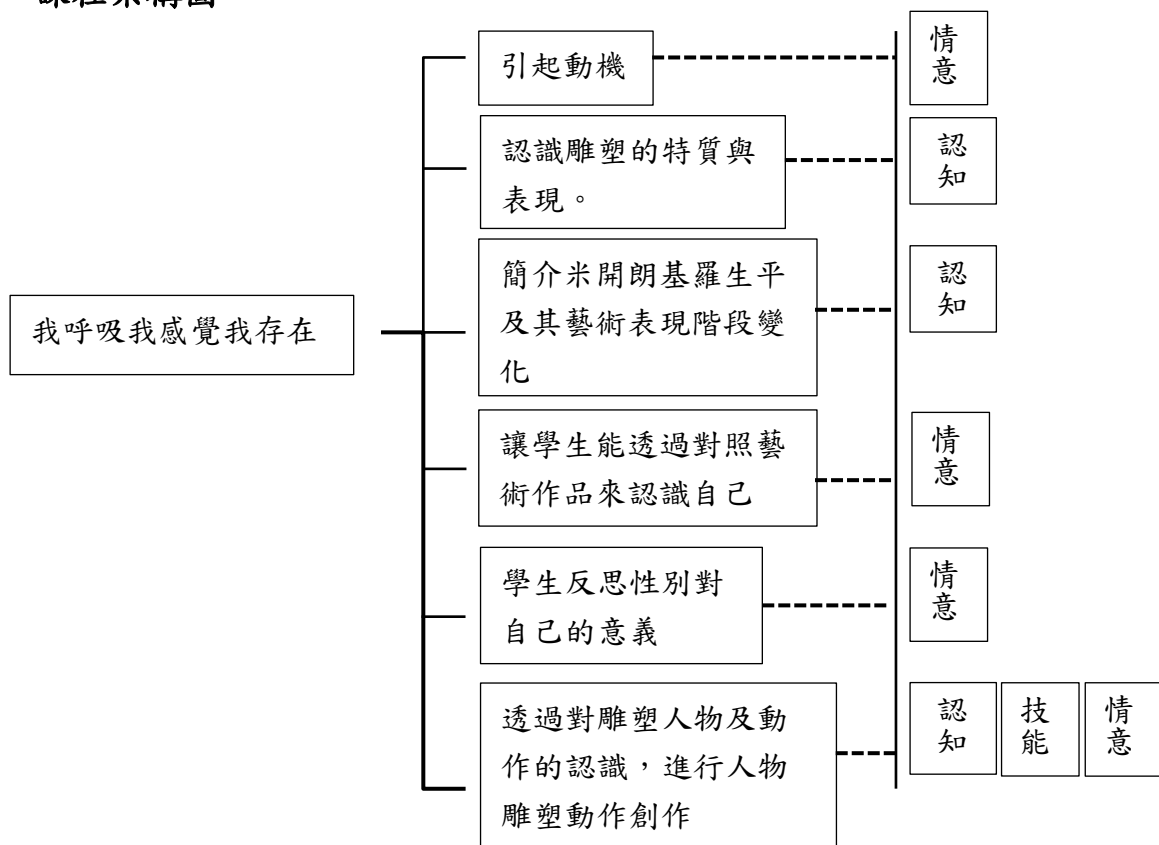 課程架構圖
引起動機
情意
認識雕塑的特質與
表現。
認知
簡介米開朗基羅生平
及其藝術表現階段變
化
認知
我呼吸我感覺我存在
讓學生能透過對照藝
術作品來認識自己
情意
學生反思性別對
自己的意義
情意
透過對雕塑人物及動
作的認識，進行人物
雕塑動作創作
認知
技能
情意